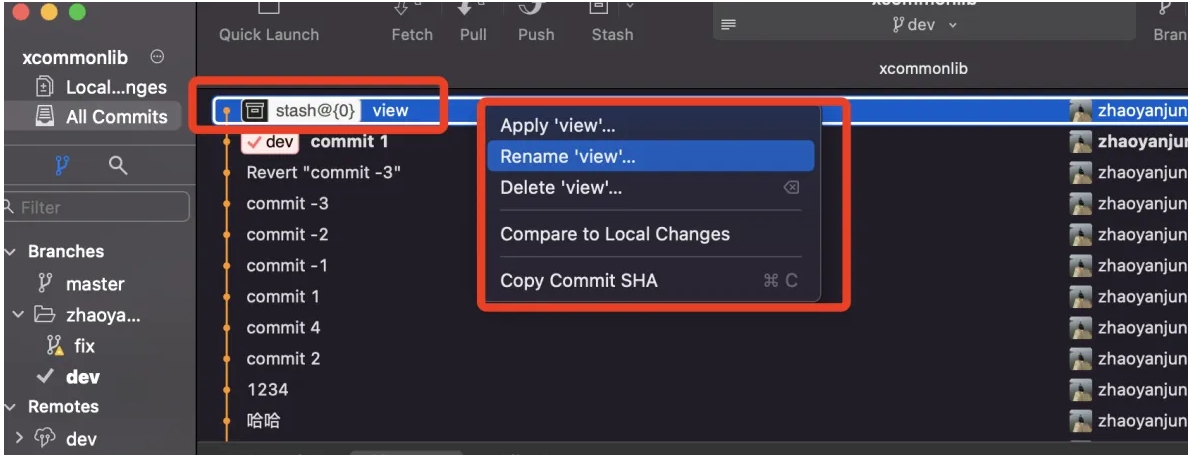 xcommonlib
Quick Launch
Fetch
Pull
Push
Stash
dev
Bran
xcommonlib
xcommonlib
Local...nges
All Commits
Filter
Branches
master
zhaoya...
fix
dev
Remotes
dev
stash@{0} view
zhaoyanjun
dev commit 1
zhaoyanjun
Revert "commit -3"
zhaoyanjun
commit -3
zhaoyanjun
commit -2
zhaoyanjun
commit -1
zhaoyanjun
commit 1
zhaoyanjun
commit 4
zhaoyanjun
commit 2
zhaoyanjun
1234
zhaoyanjun
哈哈
zhaoyanjun
Apply 'view'...
Rename 'view'...
Delete 'view'...
Compare to Local Changes
Copy Commit SHA ⌘ C